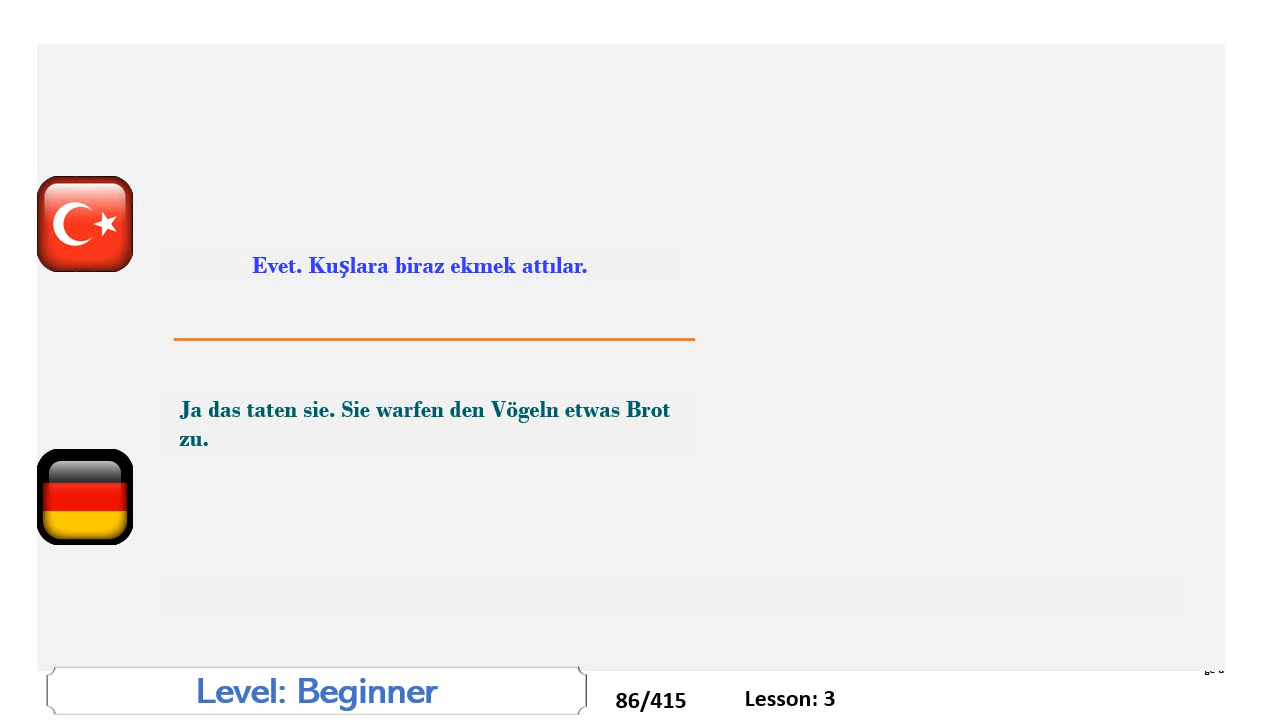 Evet. Kuşlara biraz ekmek attılar.
Ja das taten sie. Sie warfen den Vögeln etwas Brot
zu.
Level: Beginner
86/415
Lesson: 3